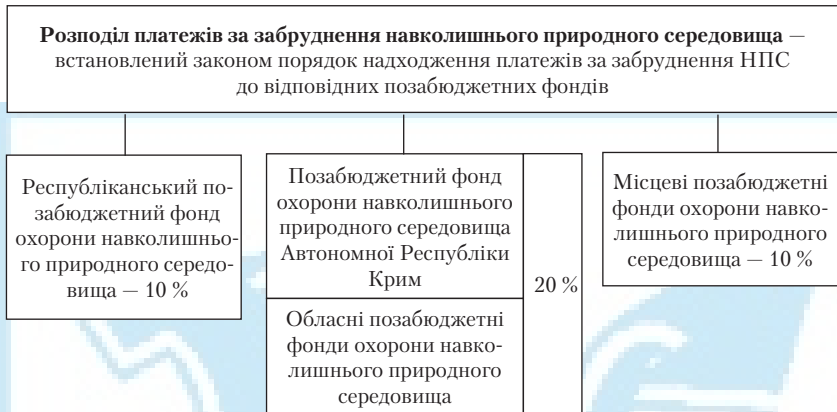 Розподіл платежів за забруднення навколишнього природного середовища —
встановлений законом порядок надходження платежів за забруднення НПС
до відповідних позабюджетних фондів
Республіканський по-
забюджетний фонд
охорони навколишньо-
го природного середо-
вища — 10 %
Позабюджетний фонд
охорони навколишнього
природного середовища
Автономної Республіки
Крим
Обласні позабюджетні
фонди охорони навко-
лишнього природного
середовища
20 %
Місцеві позабюджетні
фонди охорони навко-
лишнього природного
середовища — 10 %